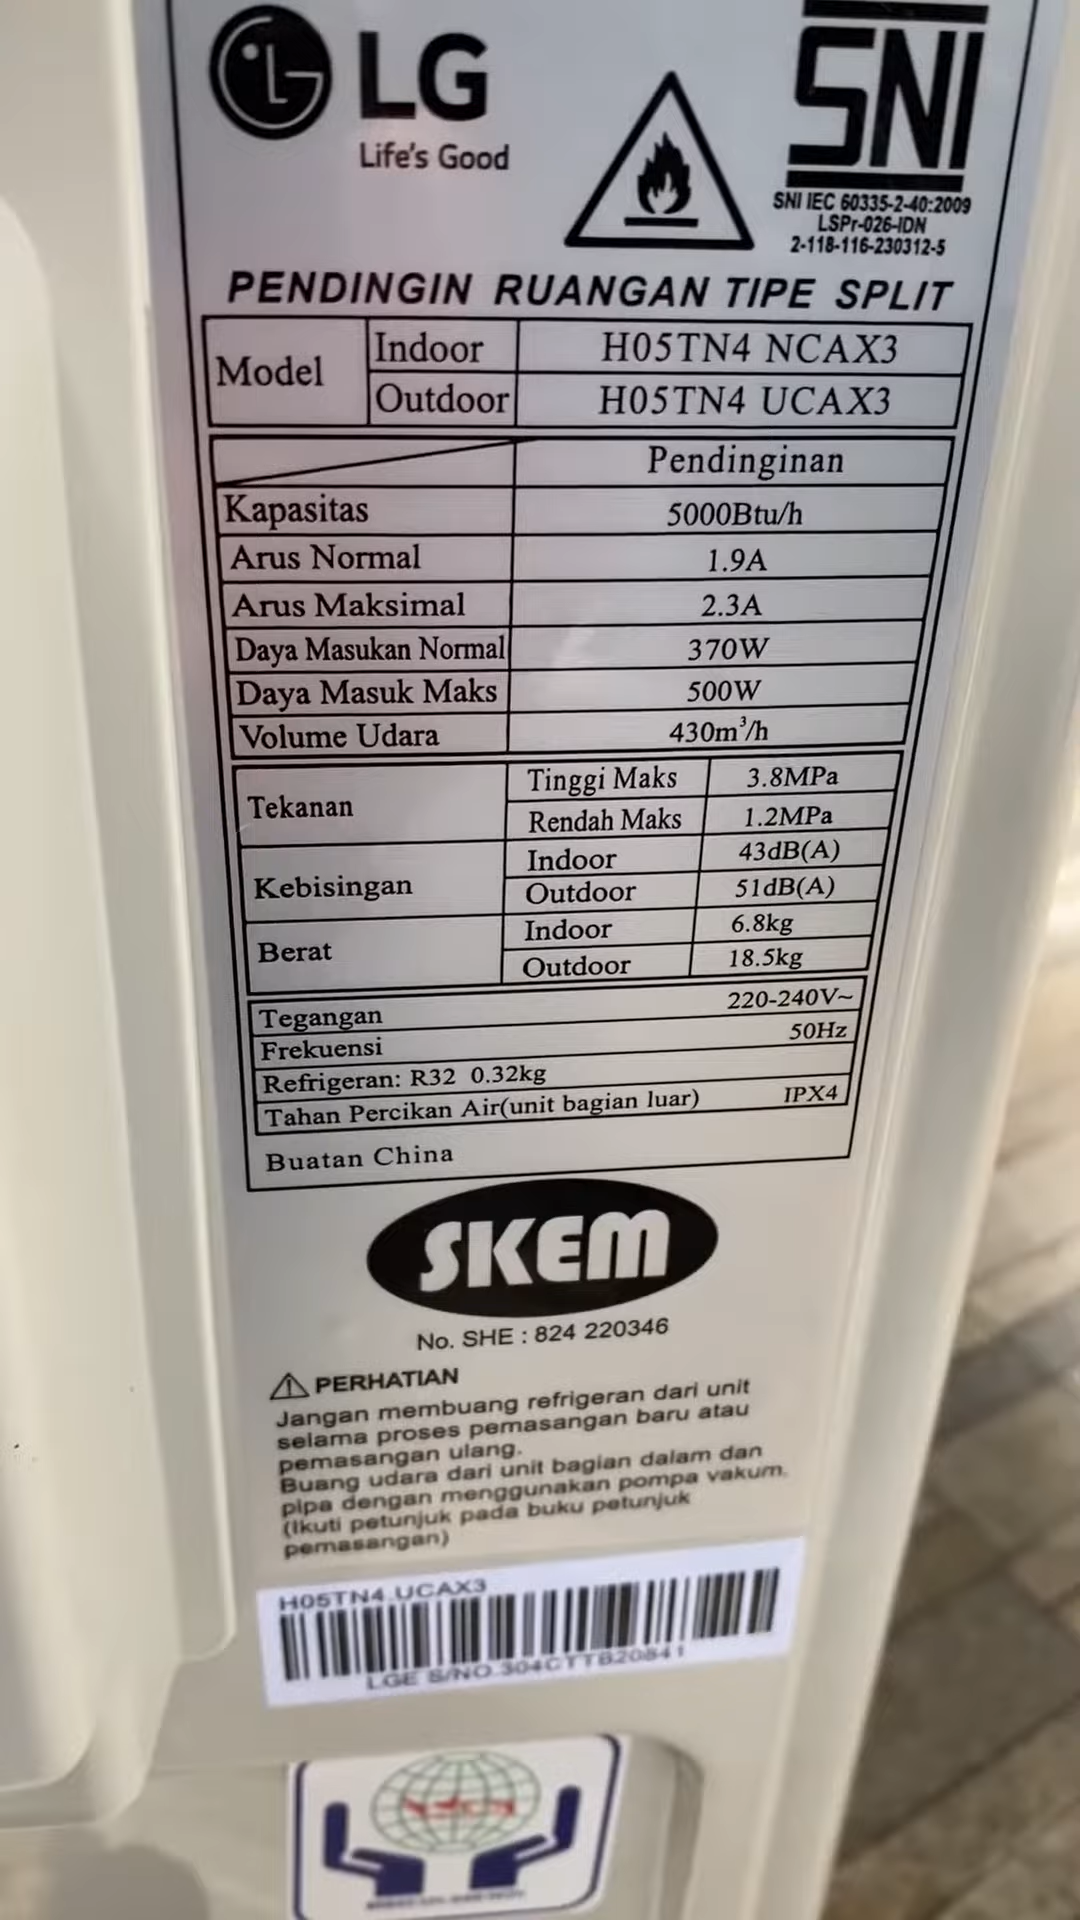 LG
Life's Good
SNI
SNI IEC 60335-2-40:2009
LSPr-026-IDN
2-118-116-230312-5
PENDINGIN RUANGAN TIPE SPLIT
Model Indoor H05TN4 NCAX3
Outdoor H05TN4 UCAX3
Pendinginan
Kapasitas 5000Btu/h
Arus Normal 1.9A
Arus Maksimal 2.3A
Daya Masukan Normal 370W
Daya Masuk Maks 500W
Volume Udara 430m³/h
Tekanan Tinggi Maks 3.8MPa
Rendah Maks 1.2MPa
Kebisingan Indoor 43dB(A)
Outdoor 51dB(A)
Berat Indoor 6.8kg
Outdoor 18.5kg
Tegangan 220-240V~
Frekuensi 50Hz
Refrigeran: R32 0.32kg
Tahan Percikan Air(unit bagian luar) IPX4
Buatan China
SKEM
No. SHE : 824 220346
PERHATIAN
Jangan membuang refrigeran dari unit
selama proses pemasangan baru atau
pemasangan ulang.
Buang udara dari unit bagian dalam dan
pipa dengan menggunakan pompa vakum.
(Ikuti petunjuk pada buku petunjuk
pemasangan)
H05TN4 UCAX3
LGE S/NO.304CTTB20841